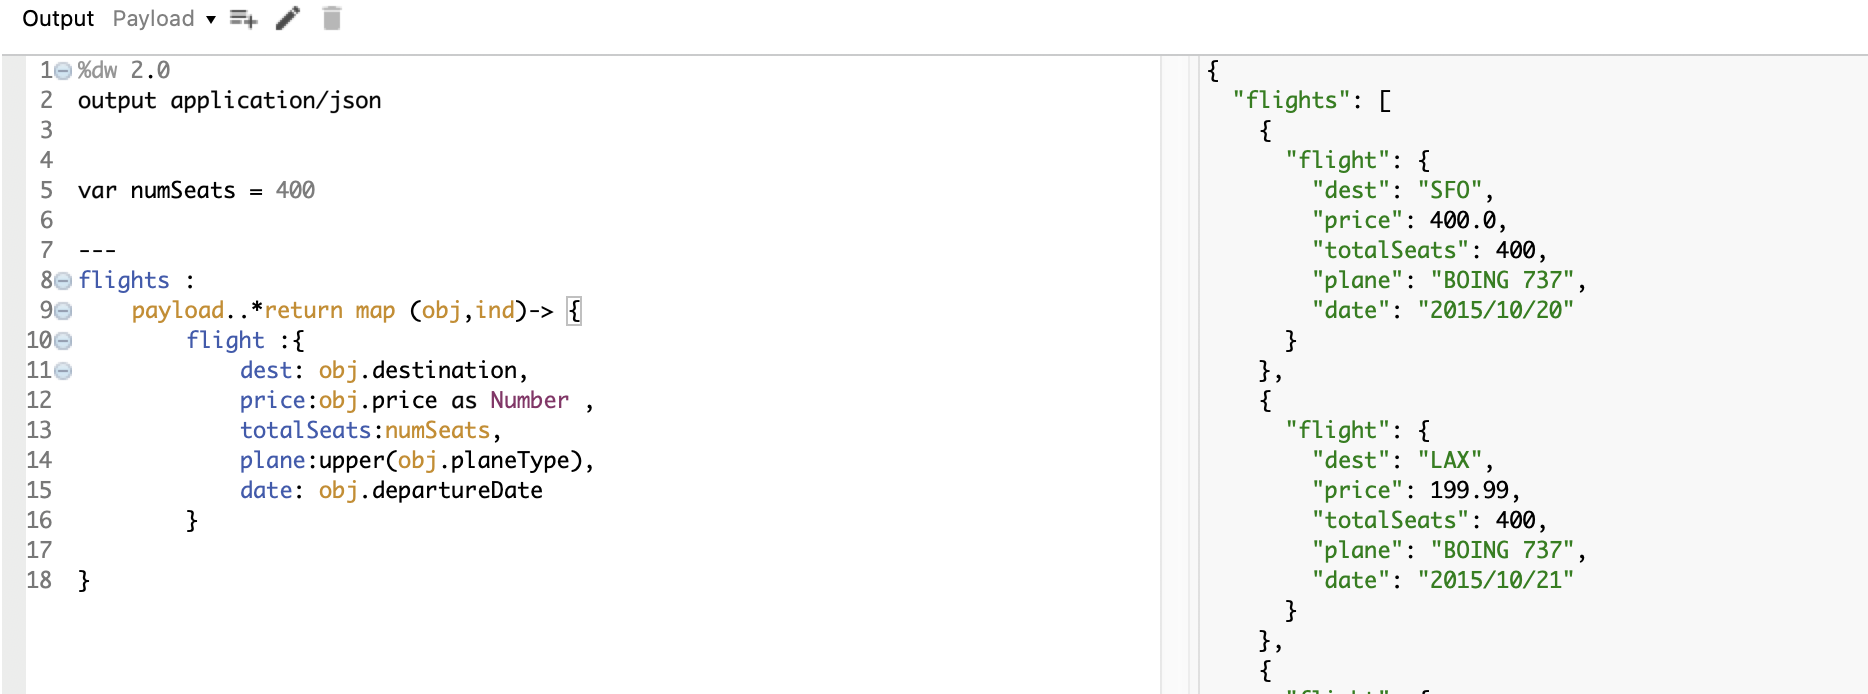 Output Payload
1 %dw 2.0
2 output application/json
3
4
5 var numSeats = 400
6
7 ---
8 flights :
9     payload..*return map (obj,ind)-> {
10         flight :{
11             dest: obj.destination,
12             price:obj.price as Number ,
13             totalSeats:numSeats,
14             plane:upper(obj.planeType),
15             date: obj.departureDate
16         }
17
18 }
{
  "flights": [
    {
      "flight": {
        "dest": "SFO",
        "price": 400.0,
        "totalSeats": 400,
        "plane": "BOING 737",
        "date": "2015/10/20"
      }
    },
    {
      "flight": {
        "dest": "LAX",
        "price": 199.99,
        "totalSeats": 400,
        "plane": "BOING 737",
        "date": "2015/10/21"
      }
    },
    {